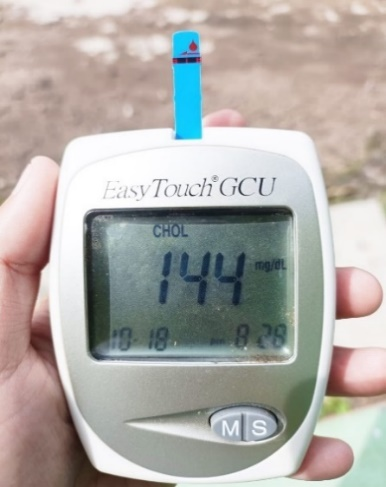 EasyTouch® GCU
CHOL
144 mg/dL
10-18 8:28
M S